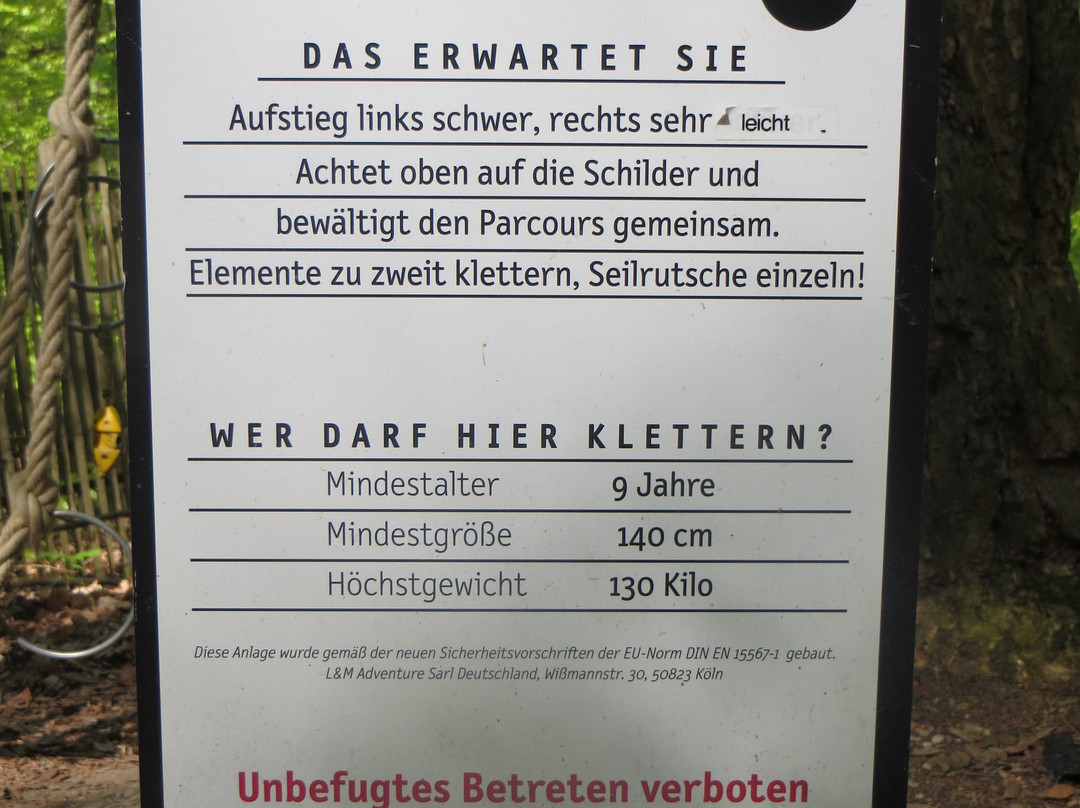 DAS ERWARTET SIE
Aufstieg links schwer, rechts sehr leicht .
Achtet oben auf die Schilder und
bewältigt den Parcours gemeinsam.
Elemente zu zweit klettern, Seilrutsche einzeln!
WER DARF HIER KLETTERN?
Mindestalter 9 Jahre
Mindestgröße 140 cm
Höchstgewicht 130 Kilo
Diese Anlage wurde gemäß der neuen Sicherheitsvorschriften der EU-Norm DIN EN 15567-1 gebaut.
L&M Adventure Sàrl Deutschland, Wißmannstr. 30, 50823 Köln
Unbefugtes Betreten verboten